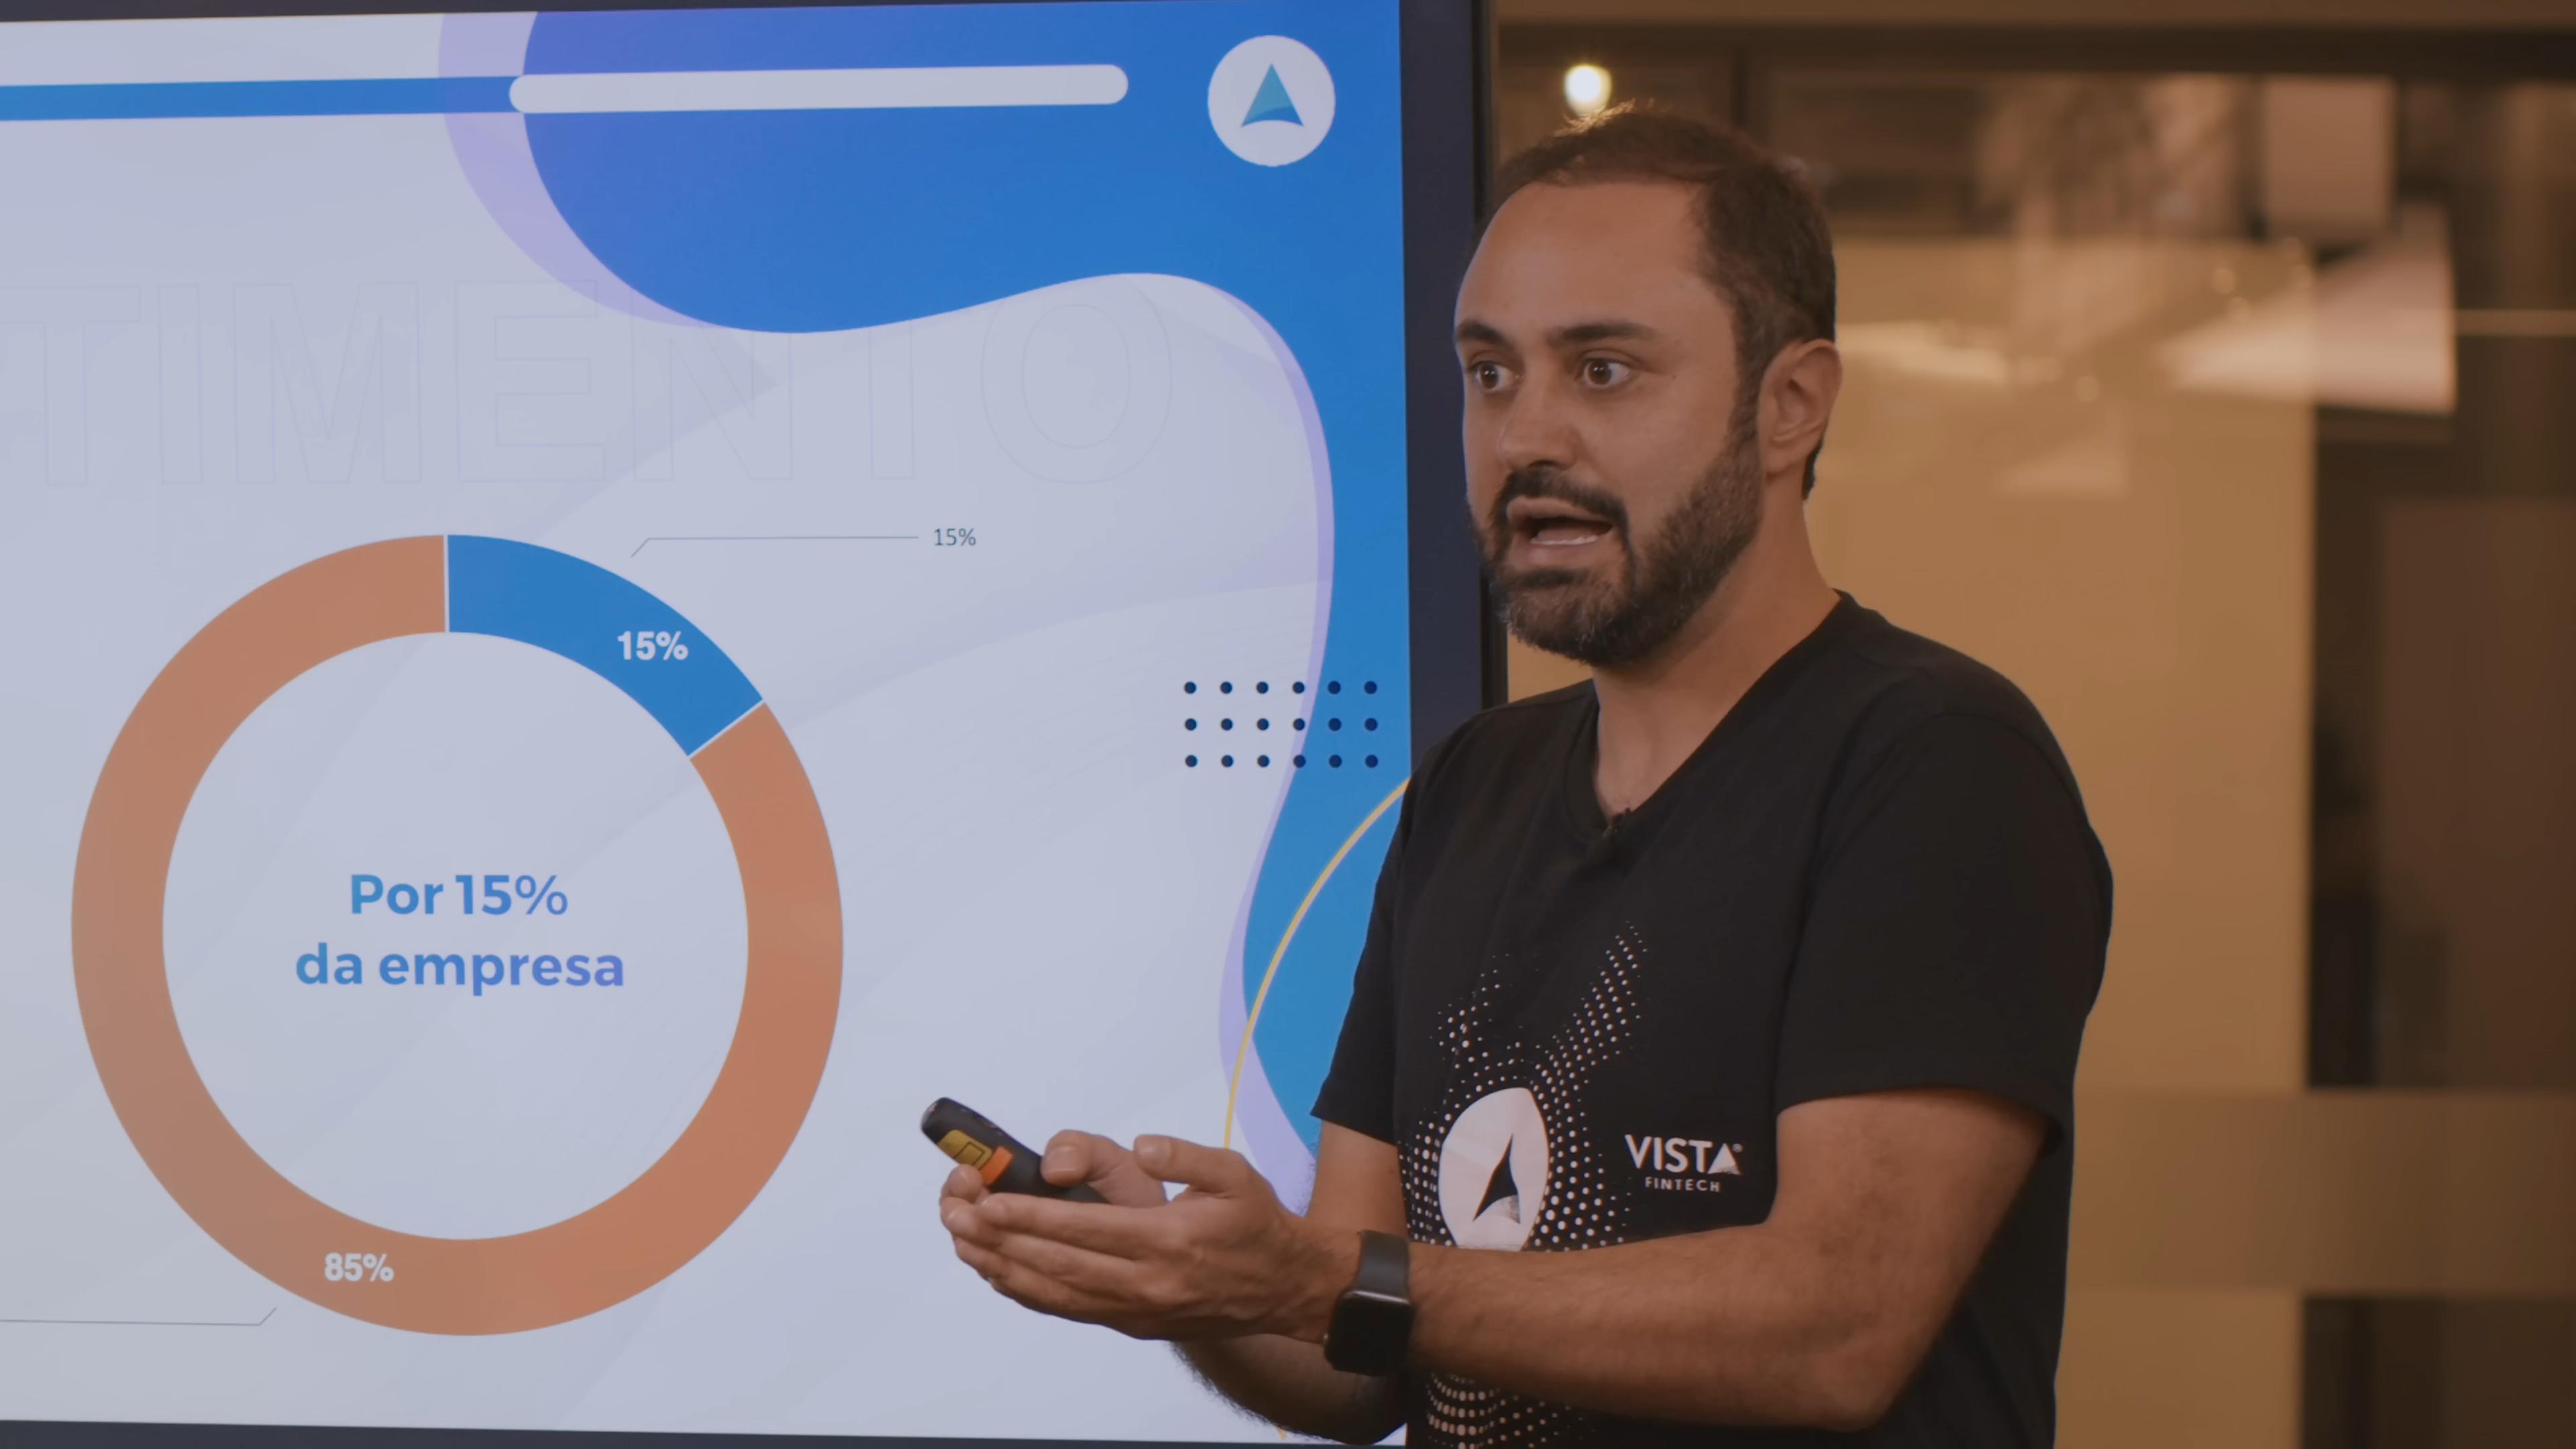 TIMENTO
15%
15%
Por 15%
da empresa
85%
VISTA
FINTECH